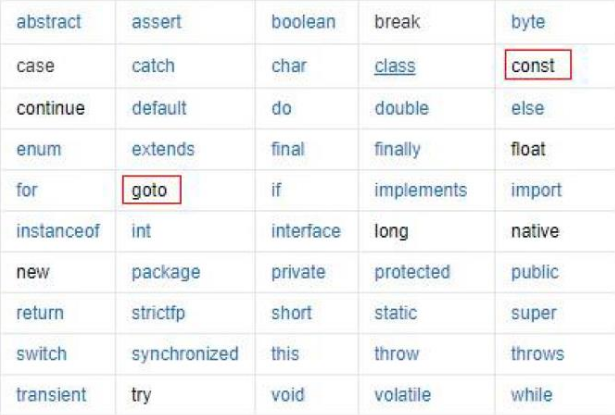 abstract assert boolean break byte
case catch char class const
continue default do double else
enum extends final finally float
for goto if implements import
instanceof int interface long native
new package private protected public
return strictfp short static super
switch synchronized this throw throws
transient try void volatile while